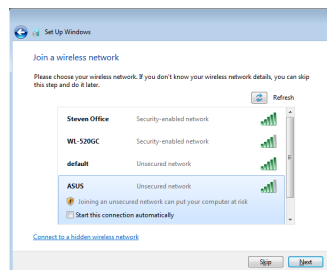 Set Up Windows
Join a wireless network
Please choose your wireless network. If you don't know your wireless network details, you can skip
this step and do it later.
Refresh
Steven Office Security-enabled network
WL-520GC Security-enabled network
default Unsecured network
ASUS Unsecured network
Joining an unsecured network can put your computer at risk
Start this connection automatically
Connect to a hidden wireless network
Skip Next